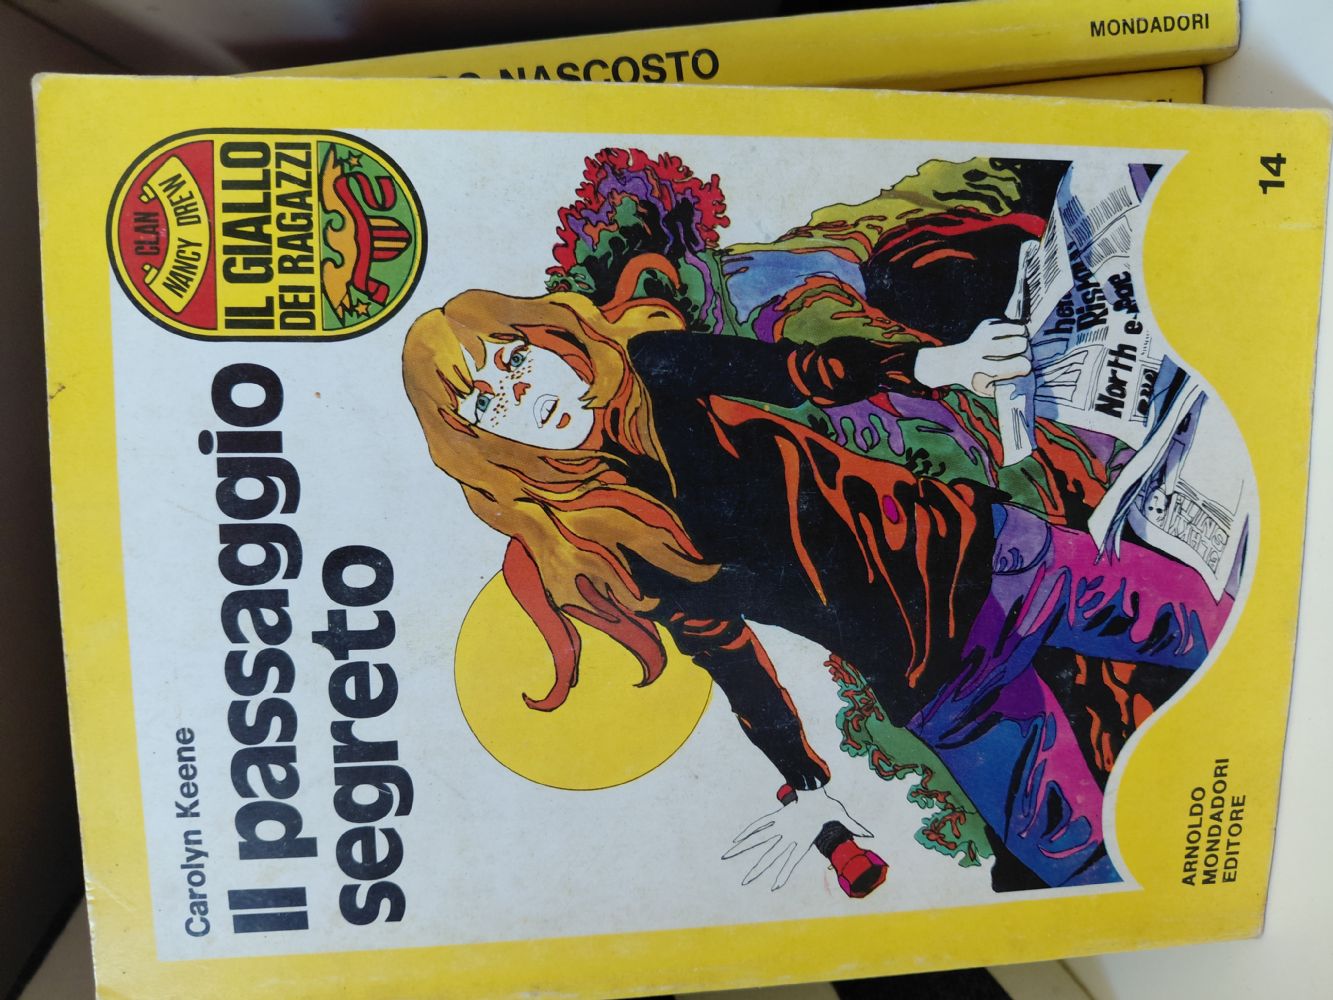 Carolyn Keene
Il passaggio
segreto
"CLAN"
NANCY DREW
IL GIALLO
DEI RAGAZZI
14
ARNOLDO
MONDADORI
EDITORE
North
NASCOSTO
MONDADORI